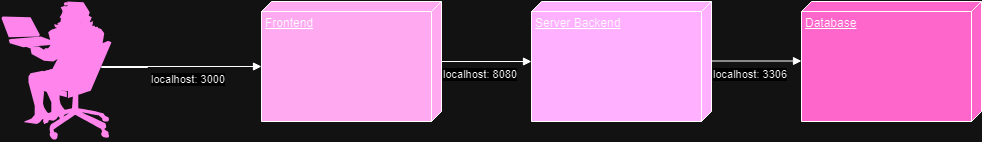 Frontend
Server Backend
Database
localhost: 3000
localhost: 8080
localhost: 3306